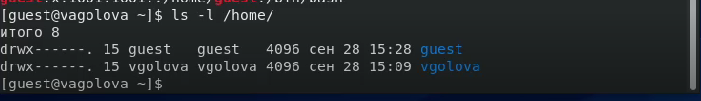 [guest@vagolova ~]$ ls -l /home/
итого 8
drwx------. 15 guest   guest   4096 сен 28 15:28 guest
drwx------. 15 vgolova vgolova 4096 сен 28 15:09 vgolova
[guest@vagolova ~]$